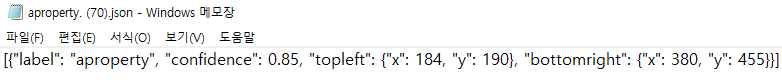 aproperty. (70).json - Windows 메모장
파일(F) 편집(E) 서식(O) 보기(V) 도움말
[{"label": "aproperty", "confidence": 0.85, "topleft": {"x": 184, "y": 190}, "bottomright": {"x": 380, "y": 455}}]